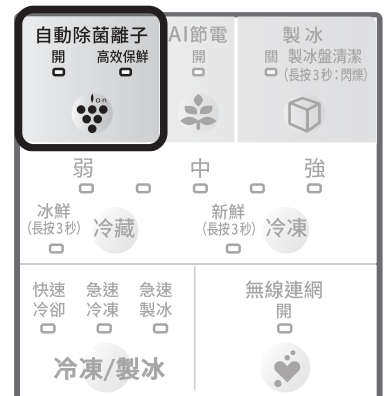 自動除菌離子
開 高效保鮮
Ion
AI節電
開
製冰
關 製冰盤清潔
(長按3秒：閃爍)
弱 中 強
冰鮮
(長按3秒)
冷藏
新鮮
(長按3秒)
冷凍
快速
冷卻
急速
冷凍
急速
製冰
冷凍/製冰
無線連網
開